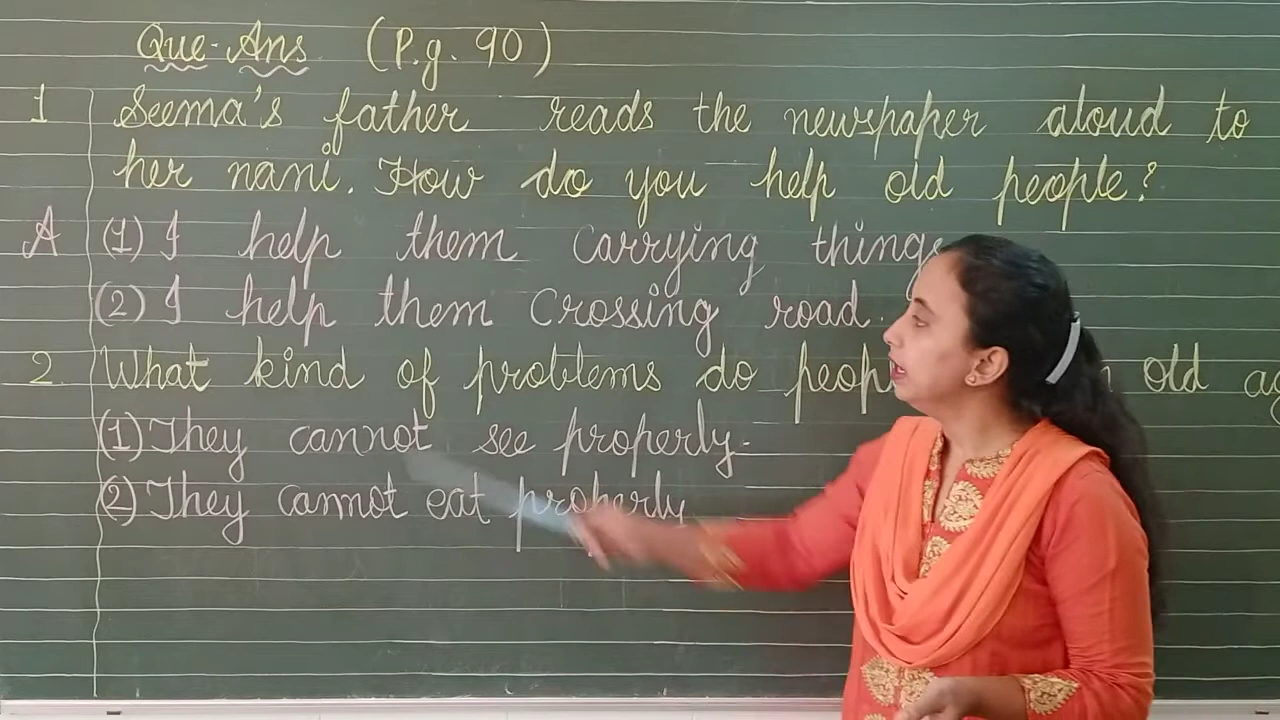 Que-Ans (P.g. 90)
1 Seema's father reads the newspaper aloud to
her nani. How do you help old people?
A (1) I help them carrying things
(2) I help them crossing road.
2 What kind of problems do old
(1) They cannot see properly.
(2) They cannot eat properly